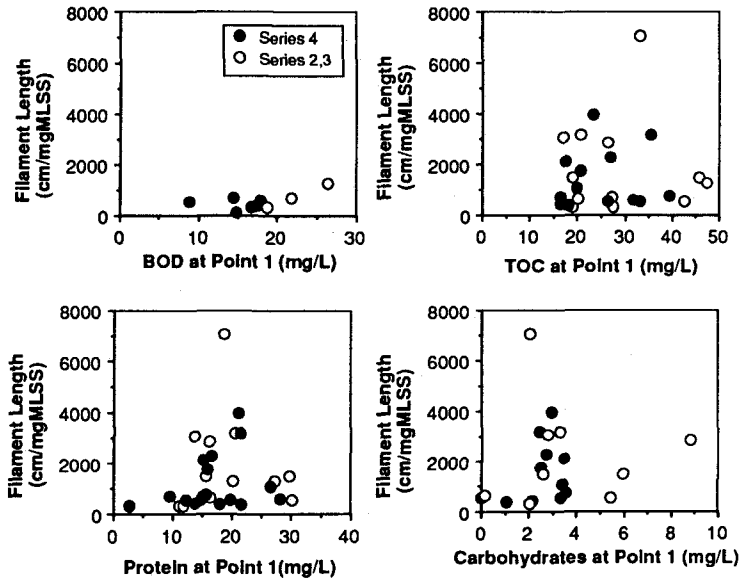 8000
6000
4000
2000
0
Filament Length
(cm/mgMLSS)
Series 4
Series 2,3
0 10 20 30
BOD at Point 1 (mg/L)
8000
6000
4000
2000
0
Filament Length
(cm/mgMLSS)
0 10 20 30 40 50
TOC at Point 1 (mg/L)
8000
6000
4000
2000
0
Filament Length
(cm/mgMLSS)
0 10 20 30 40
Protein at Point 1(mg/L)
8000
6000
4000
2000
0
Filament Length
(cm/mgMLSS)
0 2 4 6 8 10
Carbohydrates at Point 1 (mg/L)